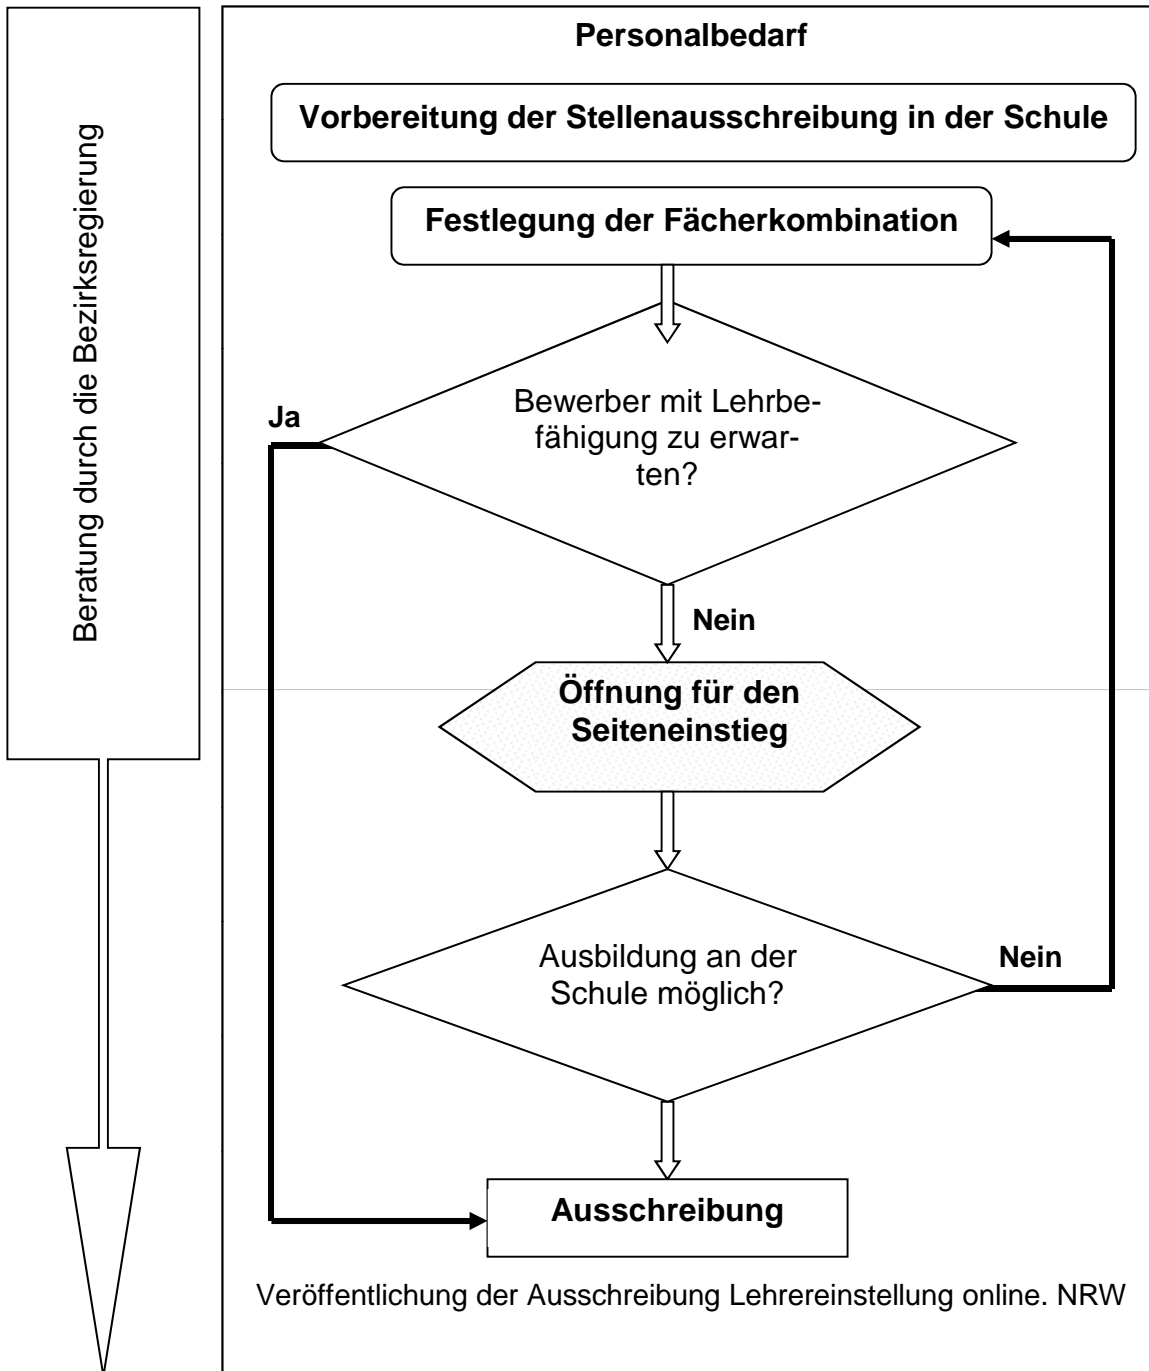 Personalbedarf
Vorbereitung der Stellenausschreibung in der Schule
Festlegung der Fächerkombination
Beratung durch die Bezirksregierung
Bewerber mit Lehrbe-
fähigung zu erwar-
ten?
Ja
Nein
Öffnung für den
Seiteneinstieg
Ausbildung an der
Schule möglich?
Nein
Ausschreibung
Veröffentlichung der Ausschreibung Lehrereinstellung online. NRW